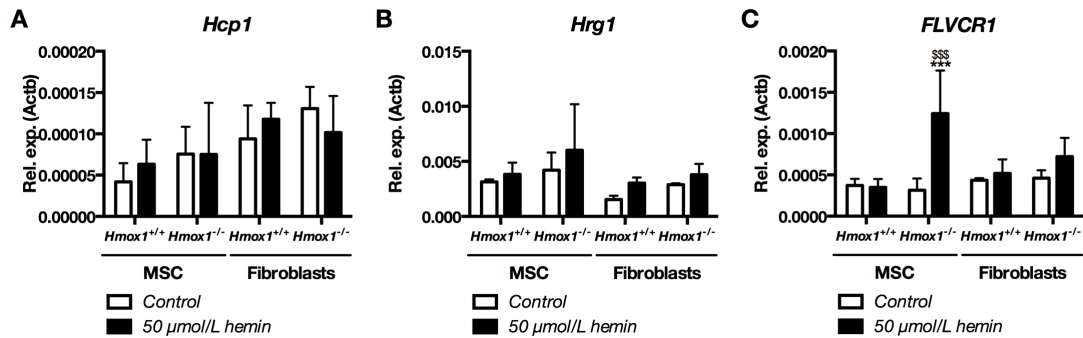 A
Hcp1
Rel. exp. (Actb)
0.00020
0.00015
0.00010
0.00005
0.00000
Hmox1+/+ Hmox1-/- Hmox1+/+ Hmox1-/-
MSC Fibroblasts
Control
50 µmol/L hemin
B
Hrg1
Rel. exp. (Actb)
0.015
0.010
0.005
0.000
Hmox1+/+ Hmox1-/- Hmox1+/+ Hmox1-/-
MSC Fibroblasts
Control
50 µmol/L hemin
C
FLVCR1
Rel. exp. (Actb)
0.0020
0.0015
0.0010
0.0005
0.0000
$$$
***
Hmox1+/+ Hmox1-/- Hmox1+/+ Hmox1-/-
MSC Fibroblasts
Control
50 µmol/L hemin